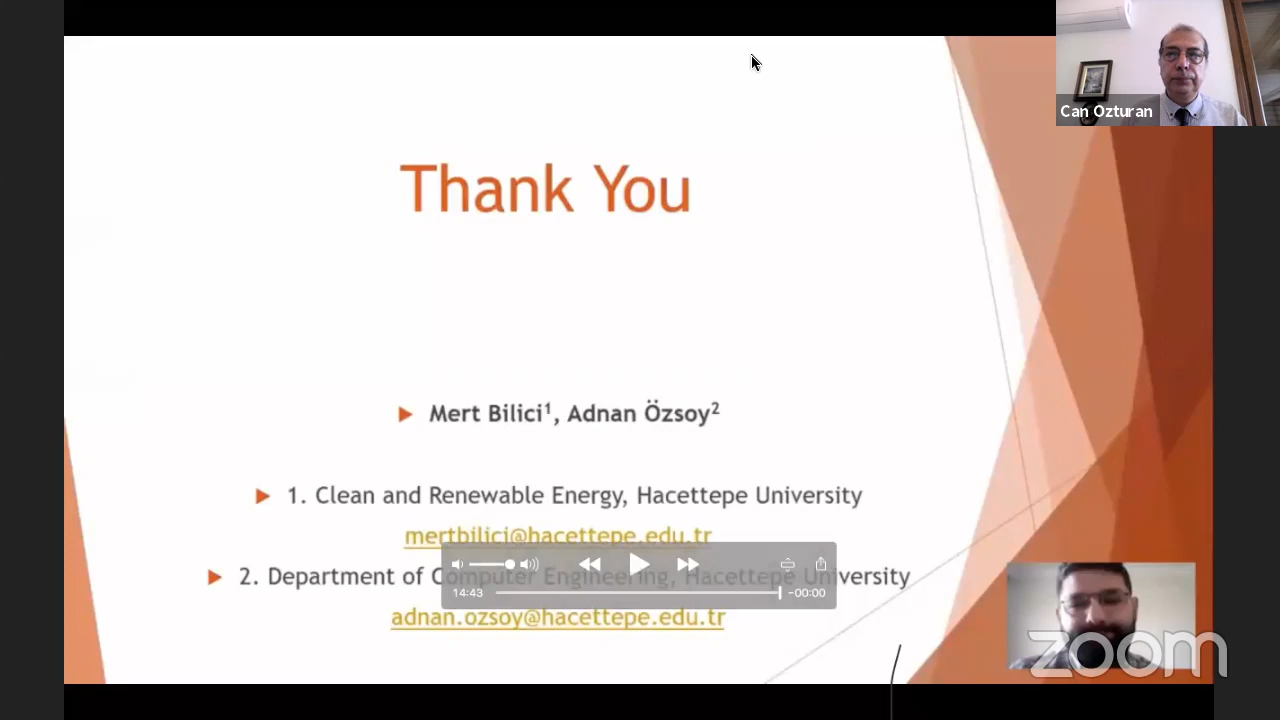 Can Ozturan
Thank You
Mert Bilici¹, Adnan Özsoy²
1. Clean and Renewable Energy, Hacettepe University
mertbilici@hacettepe.edu.tr
2. Department of Computer Engineering, Hacettepe University
14:43
-00:00
adnan.ozsoy@hacettepe.edu.tr
zoom